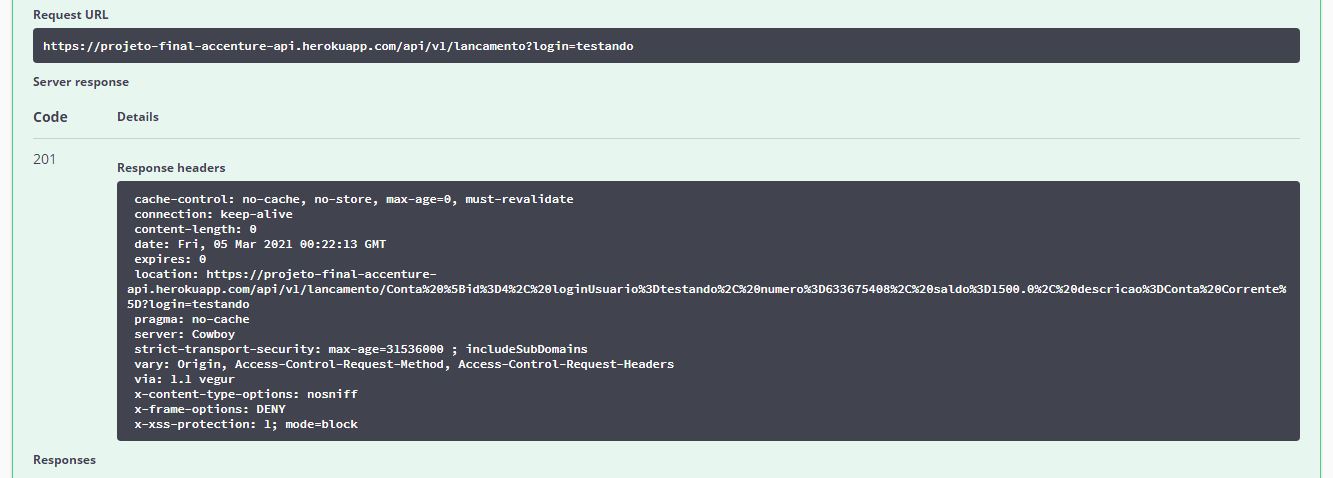 Request URL
https://projeto-final-accenture-api.herokuapp.com/api/v1/lancamento?login=testando
Server response
Code Details
201
Response headers
cache-control: no-cache, no-store, max-age=0, must-revalidate
connection: keep-alive
content-length: 0
date: Fri, 05 Mar 2021 00:22:13 GMT
expires: 0
location: https://projeto-final-accenture-
api.herokuapp.com/api/v1/lancamento/Conta%20%5Bid%3D4%2C%20loginUsuario%3Dtestando%2C%20numero%3D633675408%2C%20saldo%3D1500.0%2C%20descricao%3DConta%20Corrente%
5D?login=testando
pragma: no-cache
server: Cowboy
strict-transport-security: max-age=31536000 ; includeSubDomains
vary: Origin, Access-Control-Request-Method, Access-Control-Request-Headers
via: 1.1 vegur
x-content-type-options: nosniff
x-frame-options: DENY
x-xss-protection: 1; mode=block
Responses